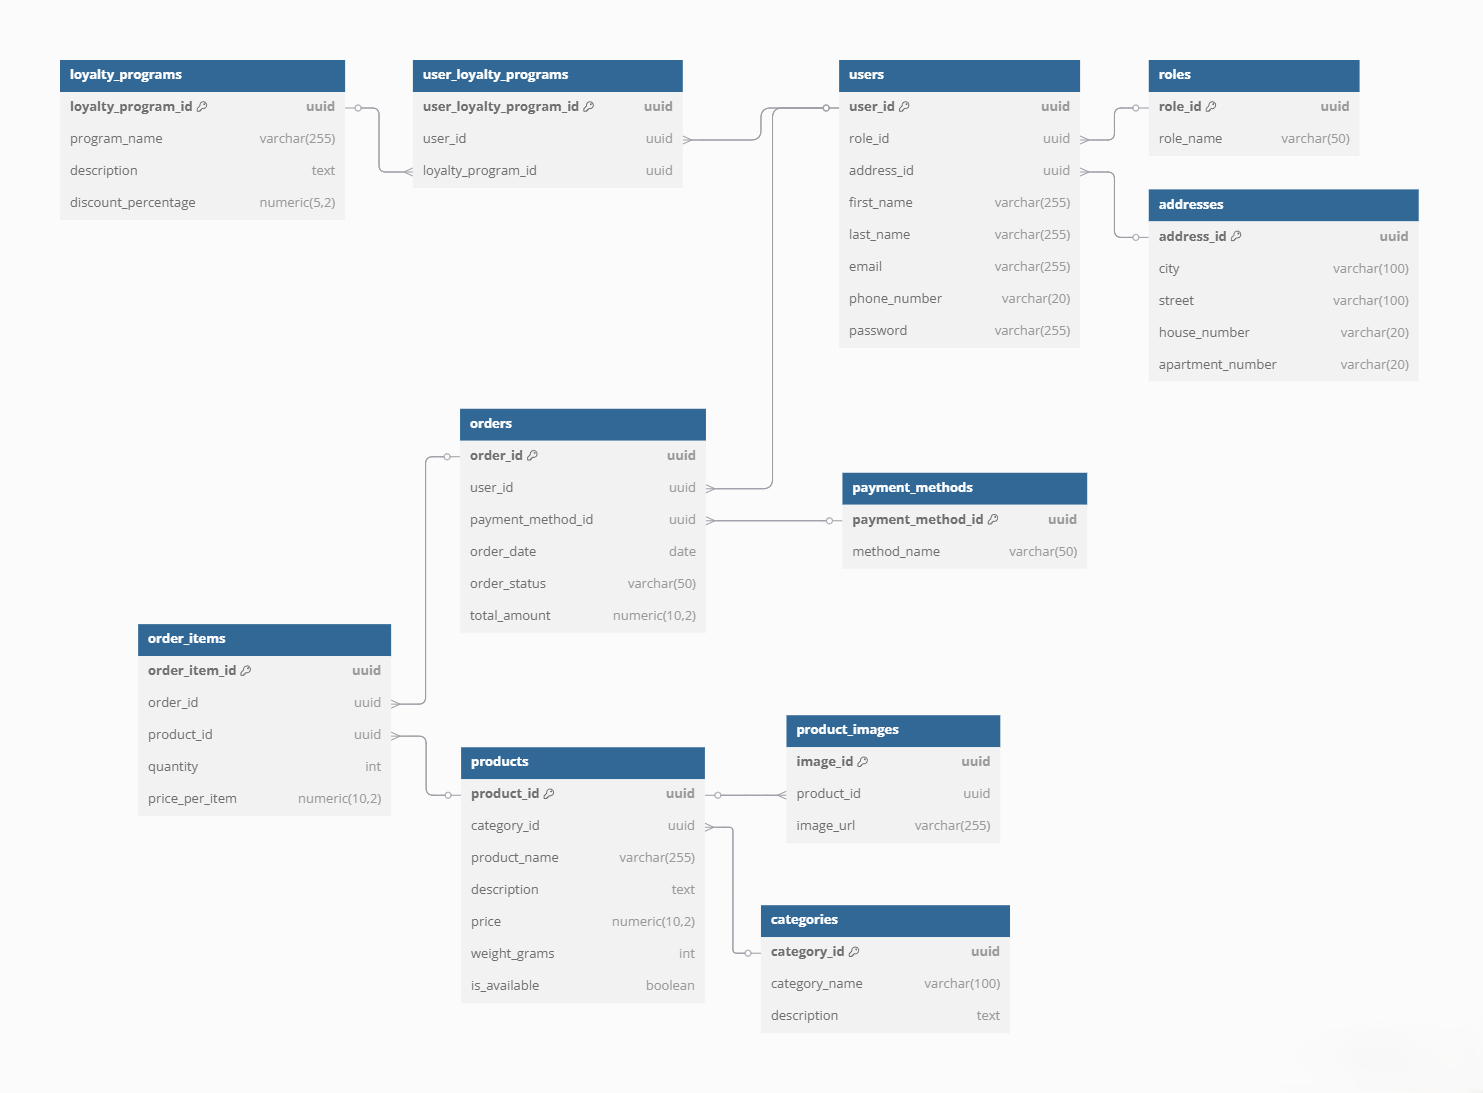 loyalty_programs
loyalty_program_id uuid
program_name varchar(255)
description text
discount_percentage numeric(5,2)
user_loyalty_programs
user_loyalty_program_id uuid
user_id uuid
loyalty_program_id uuid
users
user_id uuid
role_id uuid
address_id uuid
first_name varchar(255)
last_name varchar(255)
email varchar(255)
phone_number varchar(20)
password varchar(255)
roles
role_id uuid
role_name varchar(50)
addresses
address_id uuid
city varchar(100)
street varchar(100)
house_number varchar(20)
apartment_number varchar(20)
orders
order_id uuid
user_id uuid
payment_method_id uuid
order_date date
order_status varchar(50)
total_amount numeric(10,2)
payment_methods
payment_method_id uuid
method_name varchar(50)
order_items
order_item_id uuid
order_id uuid
product_id uuid
quantity int
price_per_item numeric(10,2)
products
product_id uuid
category_id uuid
product_name varchar(255)
description text
price numeric(10,2)
weight_grams int
is_available boolean
product_images
image_id uuid
product_id uuid
image_url varchar(255)
categories
category_id uuid
category_name varchar(100)
description text